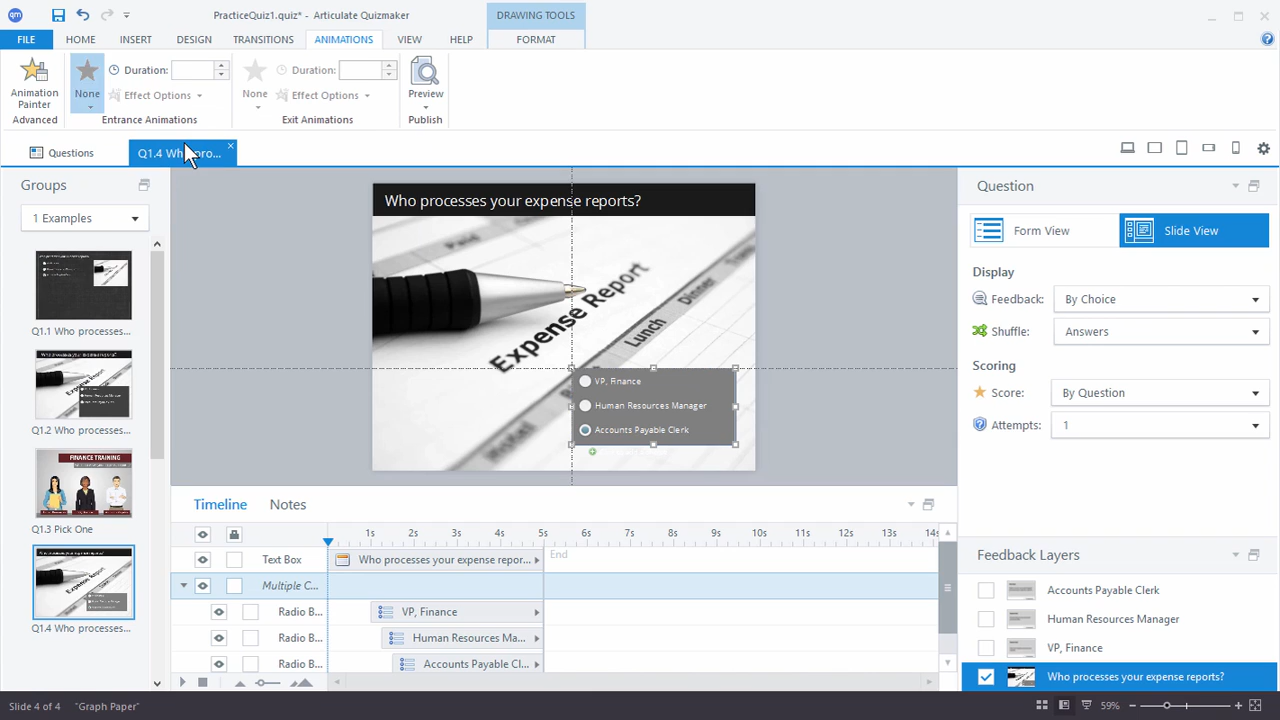 PracticeQuiz1.quiz* - Articulate Quizmaker
DRAWING TOOLS
FILE
HOME
INSERT
DESIGN
TRANSITIONS
ANIMATIONS
VIEW
HELP
FORMAT
Animation
Painter
None
Duration:
Effect Options
None
Duration:
Effect Options
Preview
Advanced
Entrance Animations
Exit Animations
Publish
Questions
Q1.4 Who pro...
Groups
1 Examples
Q1.1 Who processes...
Q1.2 Who processes...
FINANCE TRAINING
Q1.3 Pick One
Q1.4 Who processes...
Who processes your expense reports?
Expense Report
Lunch
Dinner
VP, Finance
Human Resources Manager
Accounts Payable Clerk
Timeline
Notes
1s 2s 3s 4s 5s 6s 7s 8s 9s 10s 11s 12s 13s 14s
End
Text Box
Who processes your expense repor...
Multiple C...
Radio B...
VP, Finance
Radio B...
Human Resources Ma...
Radio B...
Accounts Payable Cl...
Question
Form View
Slide View
Display
Feedback:
By Choice
Shuffle:
Answers
Scoring
Score:
By Question
Attempts:
1
Feedback Layers
Accounts Payable Clerk
Human Resources Manager
VP, Finance
Who processes your expense reports?
Slide 4 of 4
"Graph Paper"
59%